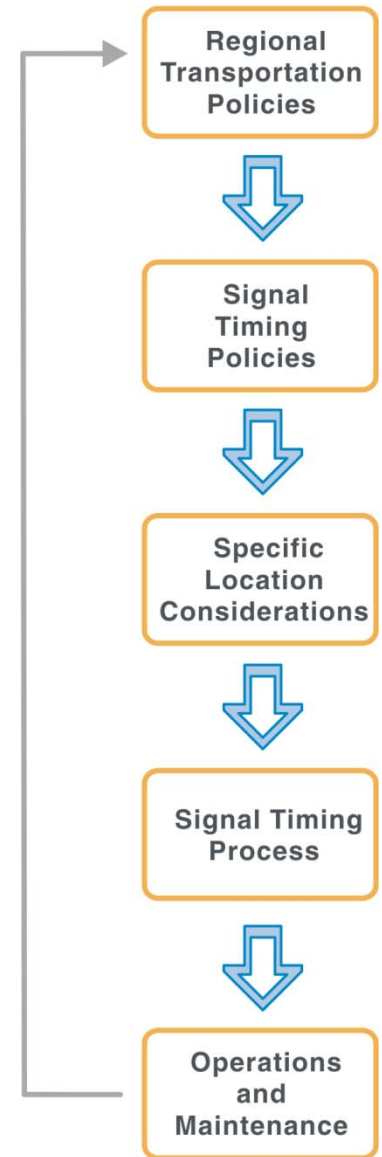 Regional
Transportation
Policies
Signal
Timing
Policies
Specific
Location
Considerations
Signal Timing
Process
Operations
and
Maintenance